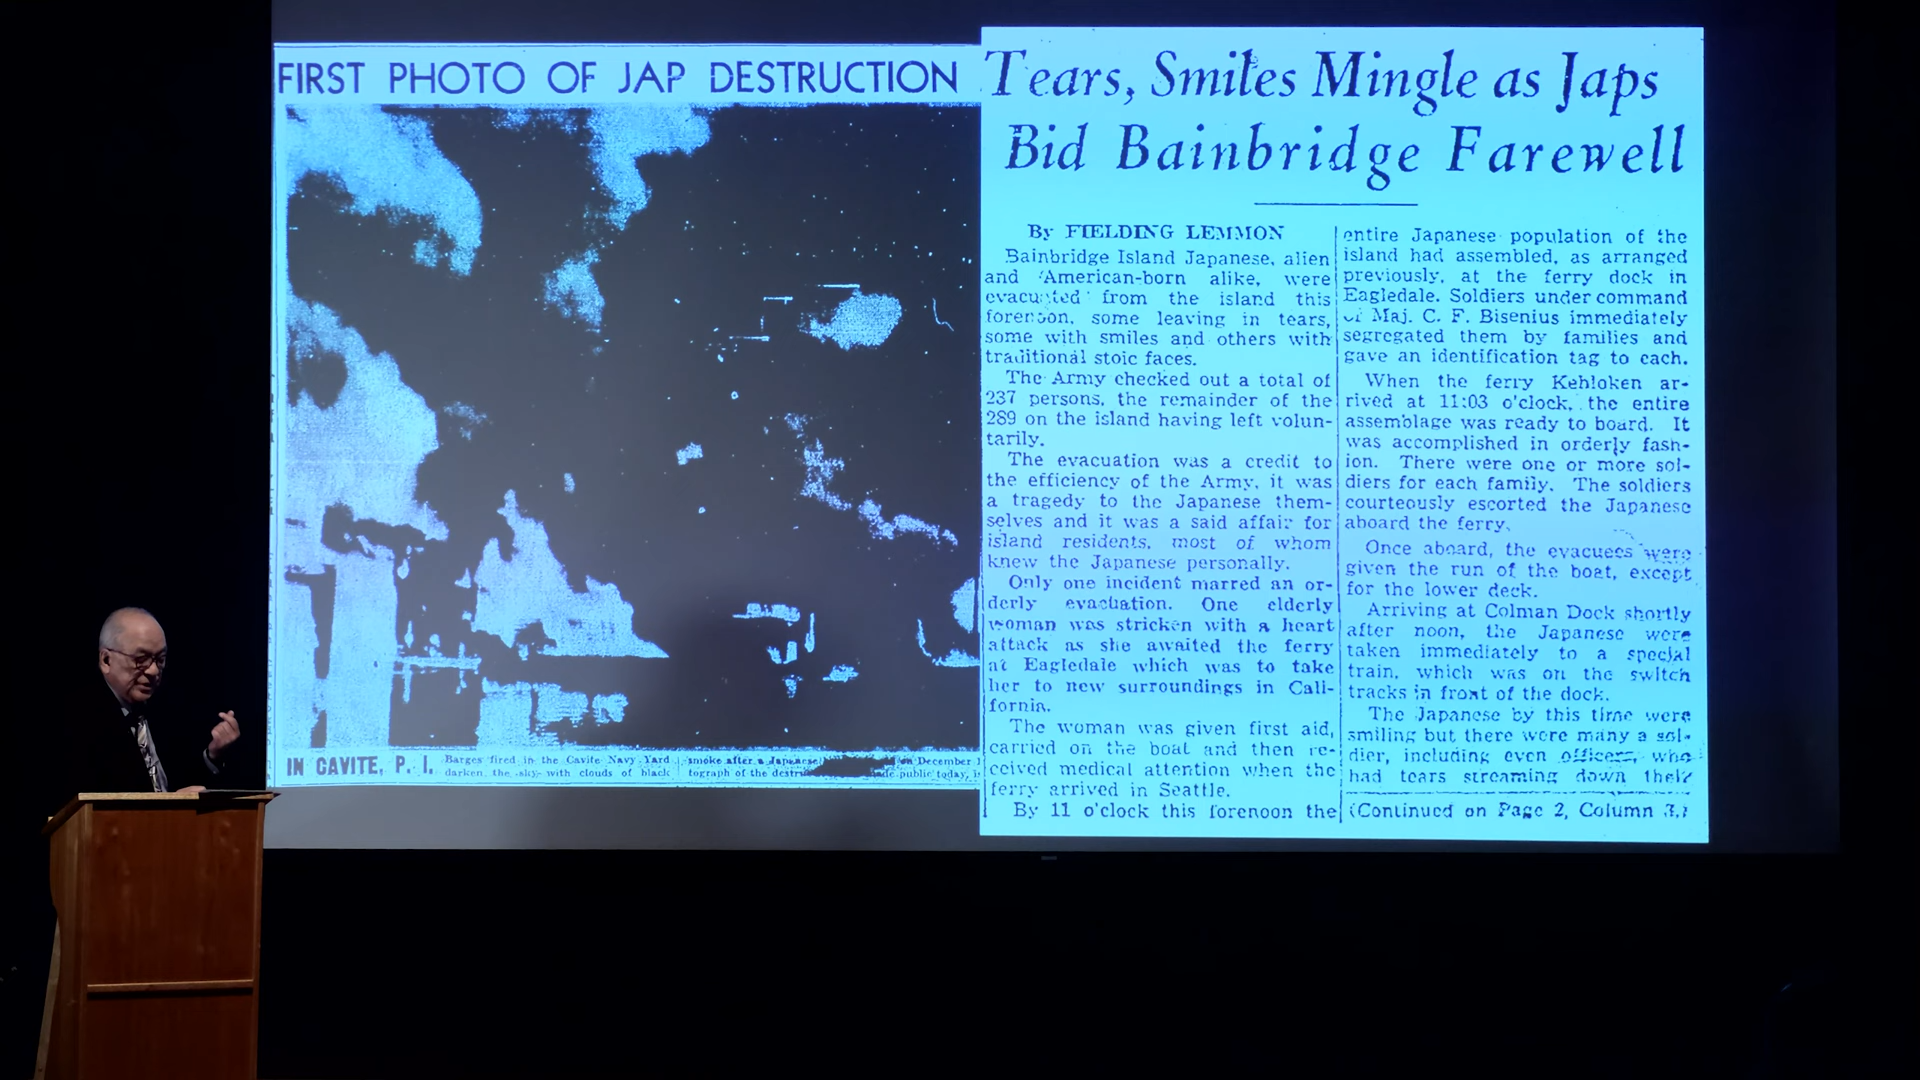 FIRST PHOTO OF JAP DESTRUCTION
IN CAVITE, P. I.
Barges fired in the Cavite Navy Yard
darken the sky with clouds of black
smoke after a Japanese
on December 1
tograph of the
public today,
Tears, Smiles Mingle as Japs
Bid Bainbridge Farewell
By FIELDING LEMMON
Bainbridge Island Japanese, alien
and American-born alike, were
evacuated from the island this
forenoon, some leaving in tears,
some with smiles and others with
traditional stoic faces.
The Army checked out a total of
237 persons, the remainder of the
289 on the island having left volun-
tarily.
The evacuation was a credit to
the efficiency of the Army, it was
a tragedy to the Japanese them-
selves and it was a said affair for
island residents, most of whom
knew the Japanese personally.
Only one incident marred an or-
derly evacuation. One elderly
woman was stricken with a heart
attack as she awaited the ferry
at Eagledale which was to take
her to new surroundings in Cali-
fornia.
The woman was given first aid,
carried on the boat and then re-
ceived medical attention when the
ferry arrived in Seattle.
By 11 o'clock this forenoon the
entire Japanese population of the
island had assembled, as arranged
previously, at the ferry dock in
Eagledale. Soldiers under command
of Maj. C. F. Bisenius immediately
segregated them by families and
gave an identification tag to each.
When the ferry Kehloken ar-
rived at 11:03 o'clock, the entire
assemblage was ready to board. It
was accomplished in orderly fash-
ion. There were one or more sol-
diers for each family. The soldiers
courteously escorted the Japanese
aboard the ferry.
Once aboard, the evacuees were
given the run of the boat, except
for the lower deck.
Arriving at Colman Dock shortly
after noon, the Japanese were
taken immediately to a special
train, which was on the switch
tracks in front of the dock.
The Japanese by this time were
smiling but there were many a sol-
dier, including even officers, who
had tears streaming down their
(Continued on Page 2, Column 3.)